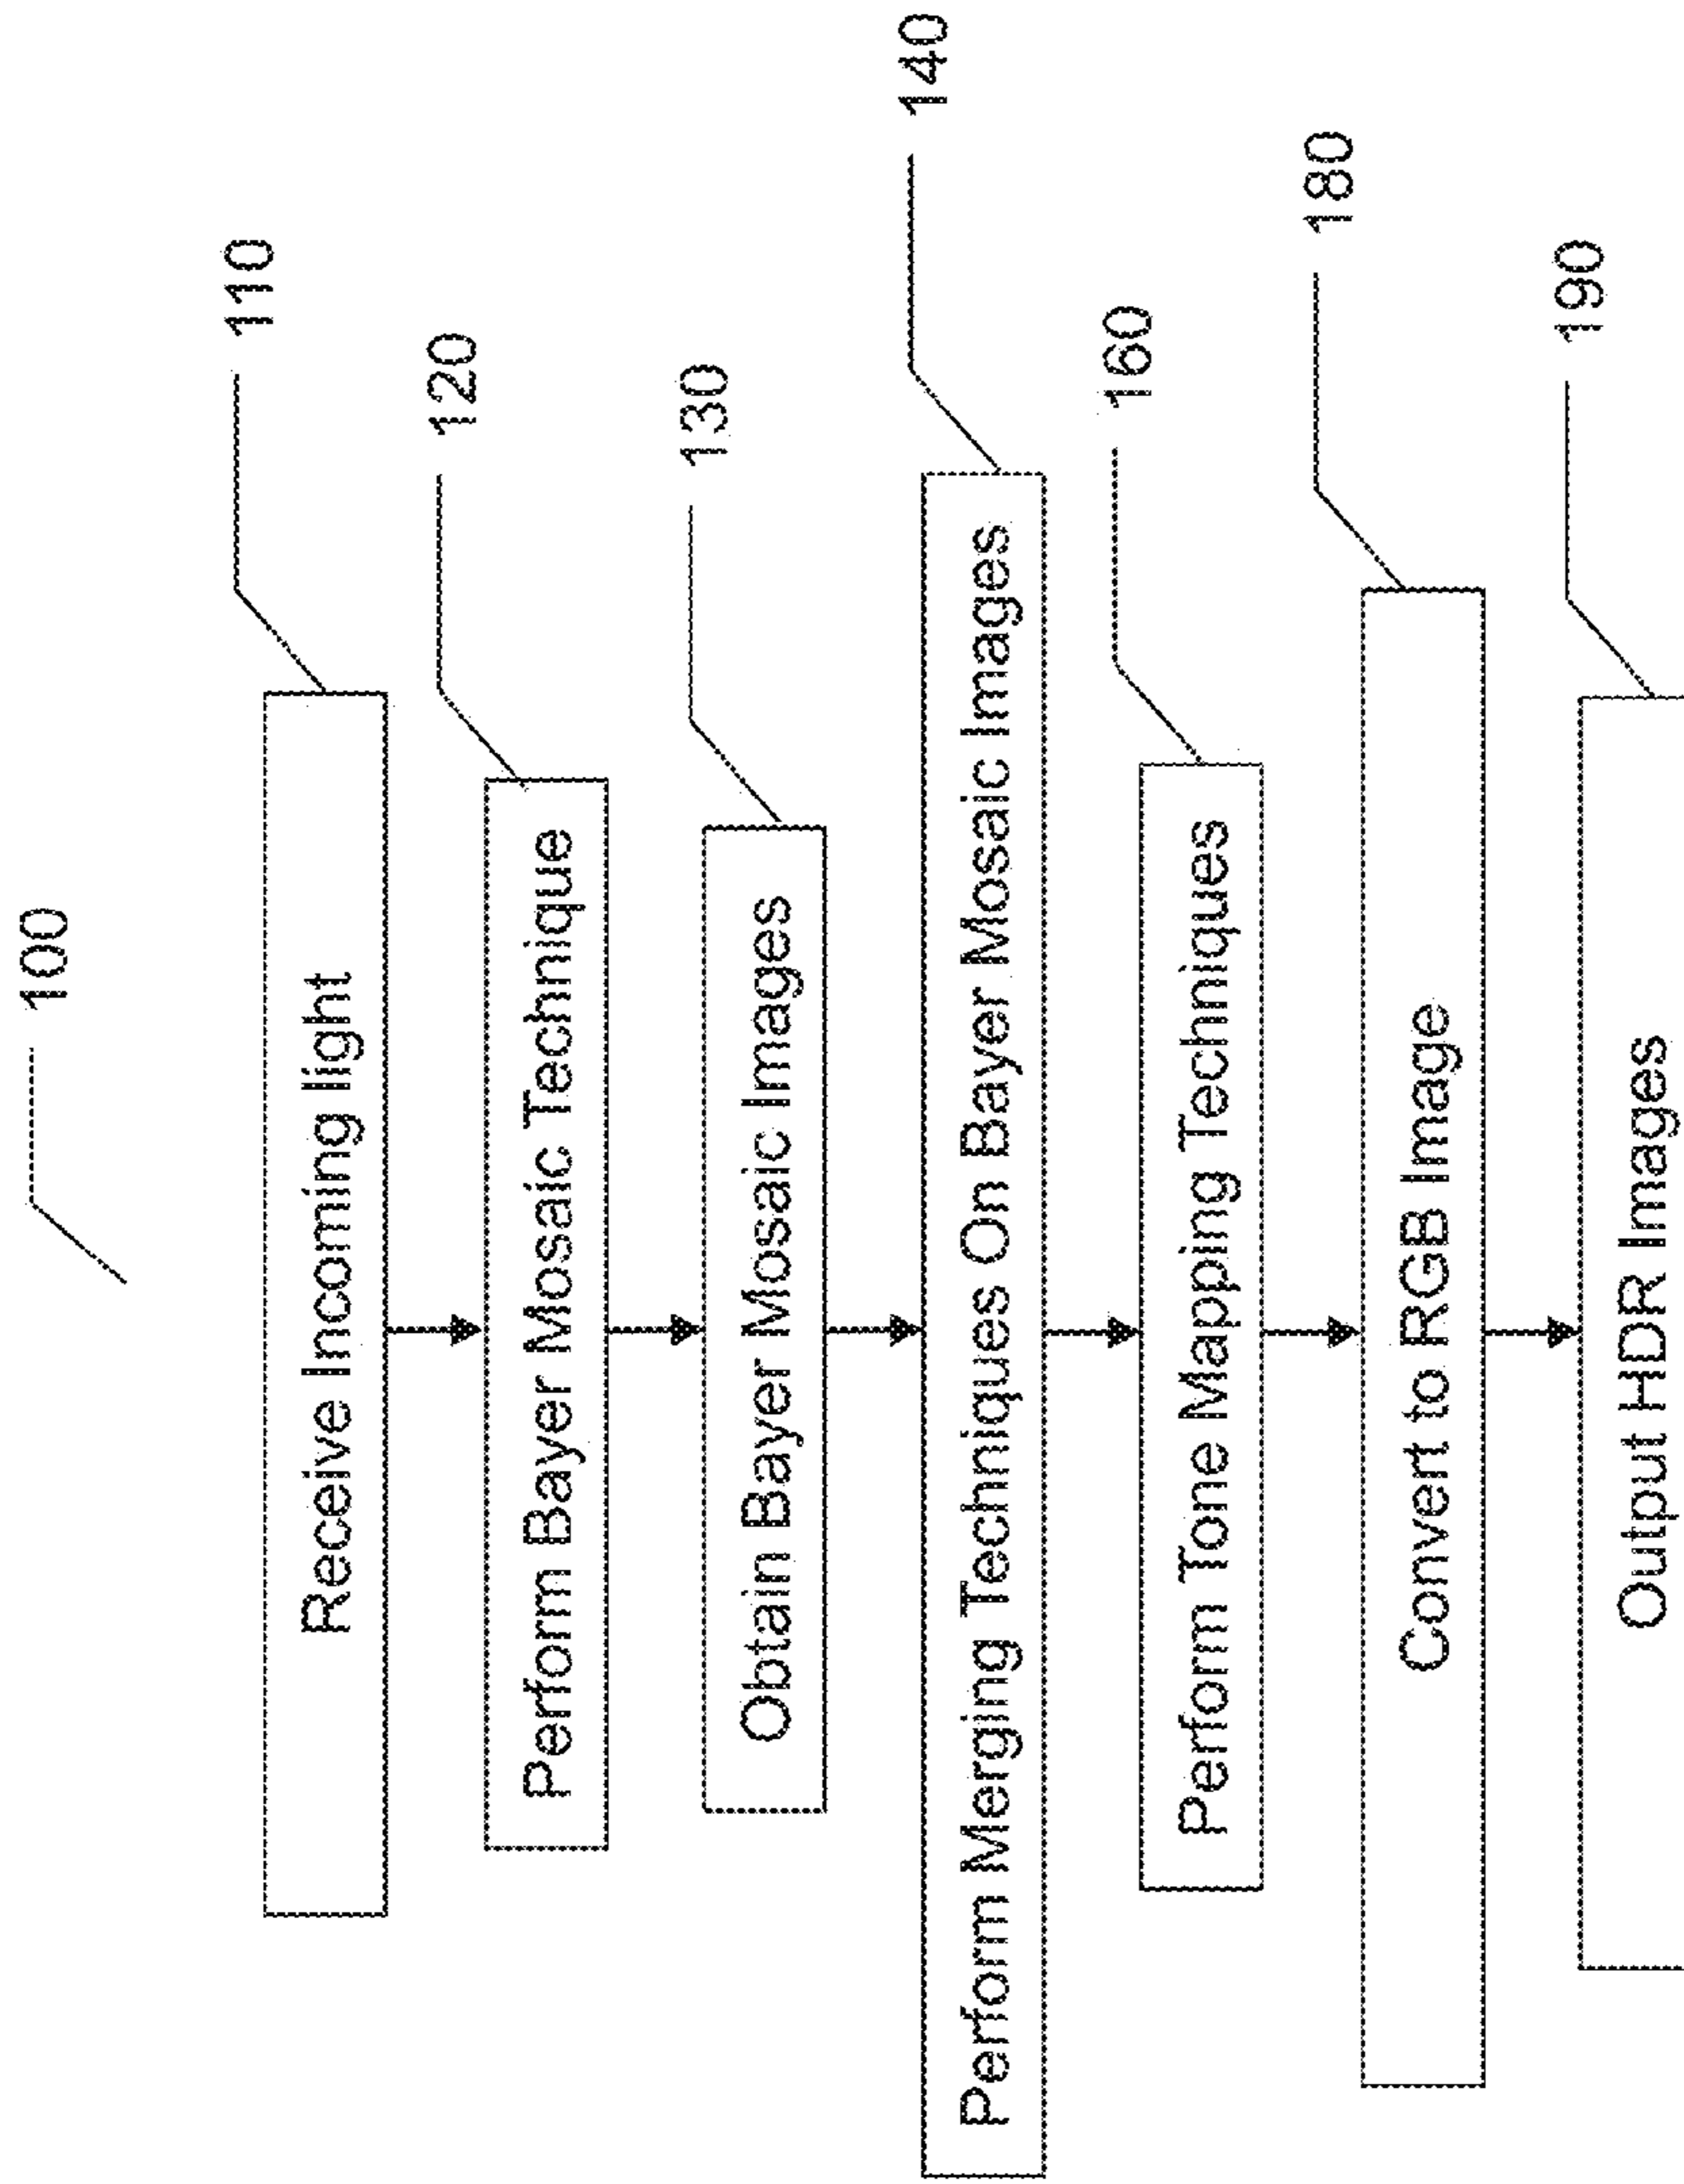 100
Receive Incoming light
110
Perform Bayer Mosaic Technique
120
Obtain Bayer Mosaic Images
130
Perform Merging Techniques On Bayer Mosaic Images
140
Perform Tone Mapping Techniques
160
Convert to RGB Image
180
Output HDR Images
190